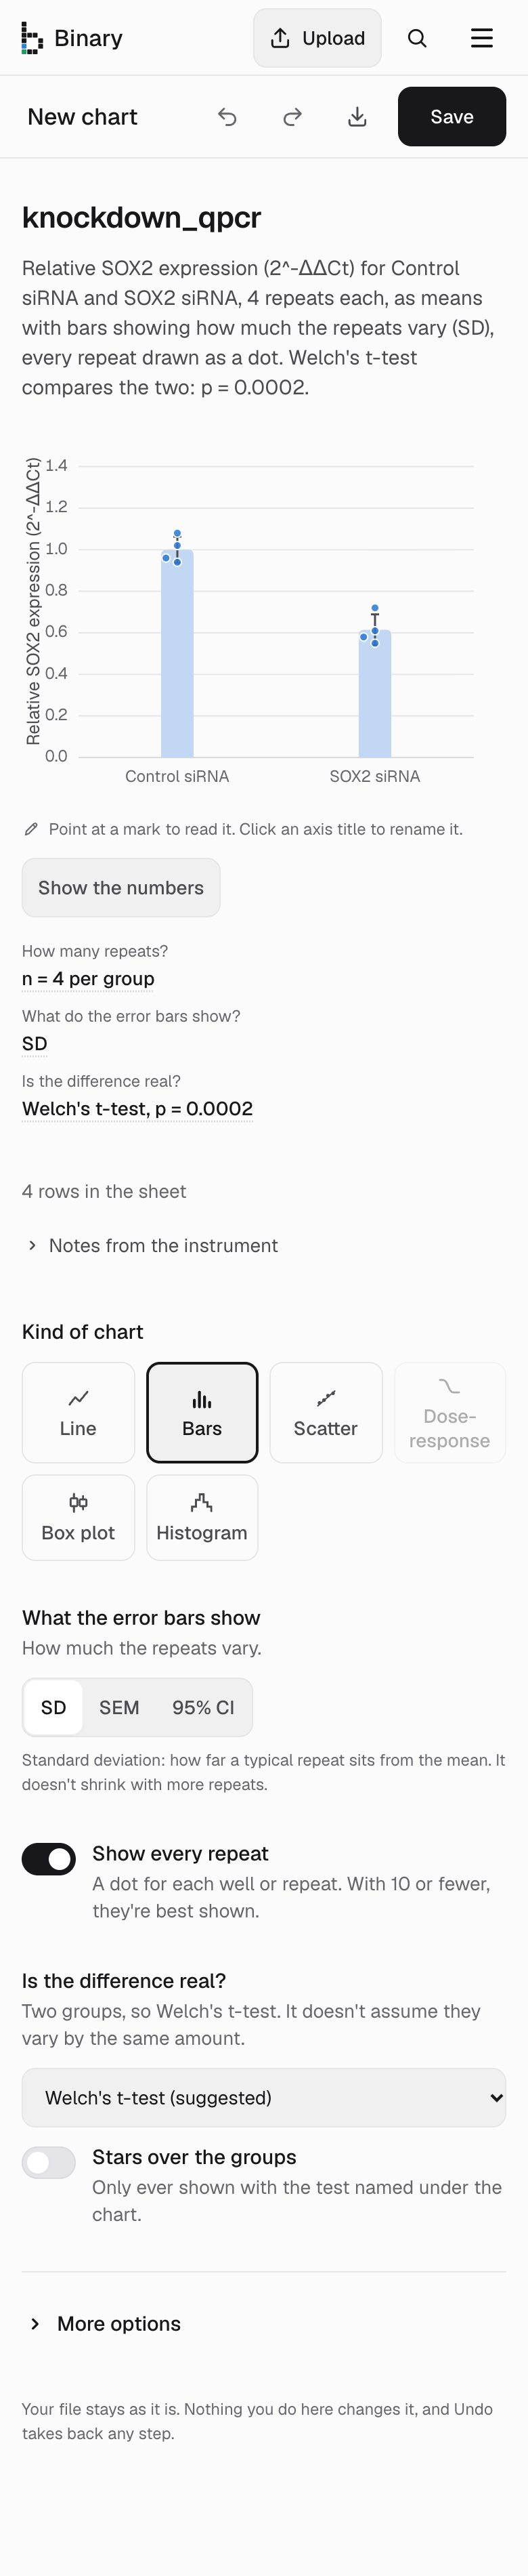 Binary
Upload
New chart
Save
knockdown_qpcr
Relative SOX2 expression (2^-ΔΔCt) for Control
siRNA and SOX2 siRNA, 4 repeats each, as means
with bars showing how much the repeats vary (SD),
every repeat drawn as a dot. Welch's t-test
compares the two: p = 0.0002.
Relative SOX2 expression (2^-ΔΔCt)
1.4
1.2
1.0
0.8
0.6
0.4
0.2
0.0
Control siRNA
SOX2 siRNA
Point at a mark to read it. Click an axis title to rename it.
Show the numbers
How many repeats?
n = 4 per group
What do the error bars show?
SD
Is the difference real?
Welch's t-test, p = 0.0002
4 rows in the sheet
Notes from the instrument
Kind of chart
Line
Bars
Scatter
Dose-
response
Box plot
Histogram
What the error bars show
How much the repeats vary.
SD
SEM
95% CI
Standard deviation: how far a typical repeat sits from the mean. It
doesn't shrink with more repeats.
Show every repeat
A dot for each well or repeat. With 10 or fewer,
they're best shown.
Is the difference real?
Two groups, so Welch's t-test. It doesn't assume they
vary by the same amount.
Welch's t-test (suggested)
Stars over the groups
Only ever shown with the test named under the
chart.
More options
Your file stays as it is. Nothing you do here changes it, and Undo
takes back any step.